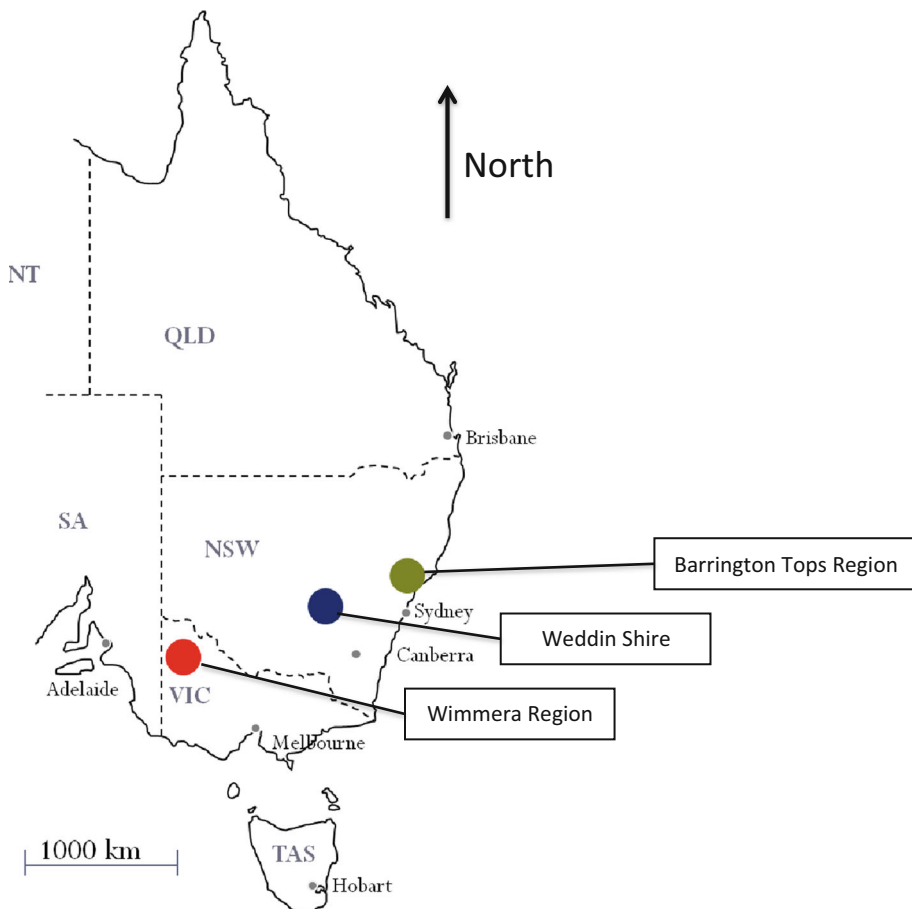 North
NT
QLD
Brisbane
SA
NSW
Barrington Tops Region
Sydney
Weddin Shire
Canberra
Adelaide
VIC
Wimmera Region
Melbourne
1000 km
TAS
Hobart